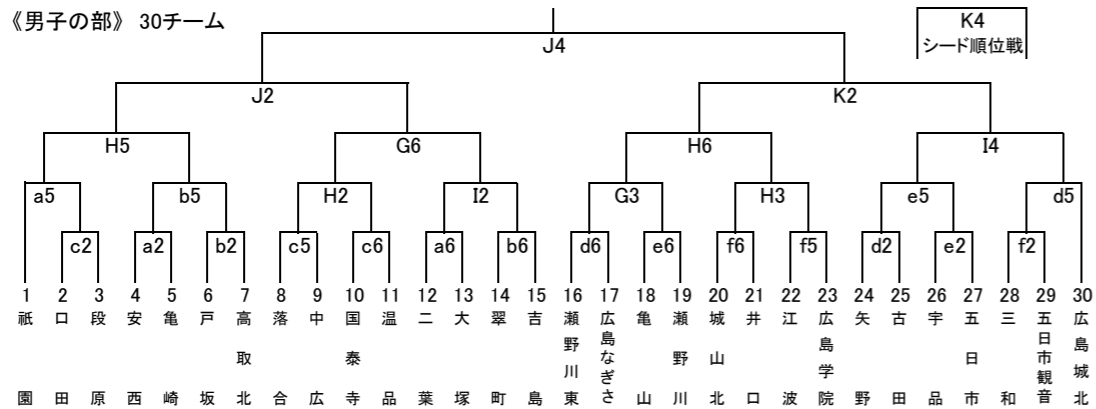 《男子の部》 30チーム
K4
シード順位戦
J4
J2 K2
H5 G6 H6 I4
a5 b5 H2 I2 G3 H3 e5 d5
c2 a2 b2 c5 c6 a6 b6 d6 e6 f6 f5 d2 e2 f2
1 2 3 4 5 6 7 8 9 10 11 12 13 14 15 16 17 18 19 20 21 22 23 24 25 26 27 28 29 30
祇園
口田
段原
安西
亀崎
戸坂
高取北
落合
中広
国泰寺
温品
二葉
大塚
翠町
吉島
瀬野川東
広島なぎさ
亀山
瀬野川
城山北
井口
江波
広島学院
矢野
古田
宇品
五日市
三和
五日市観音
広島城北